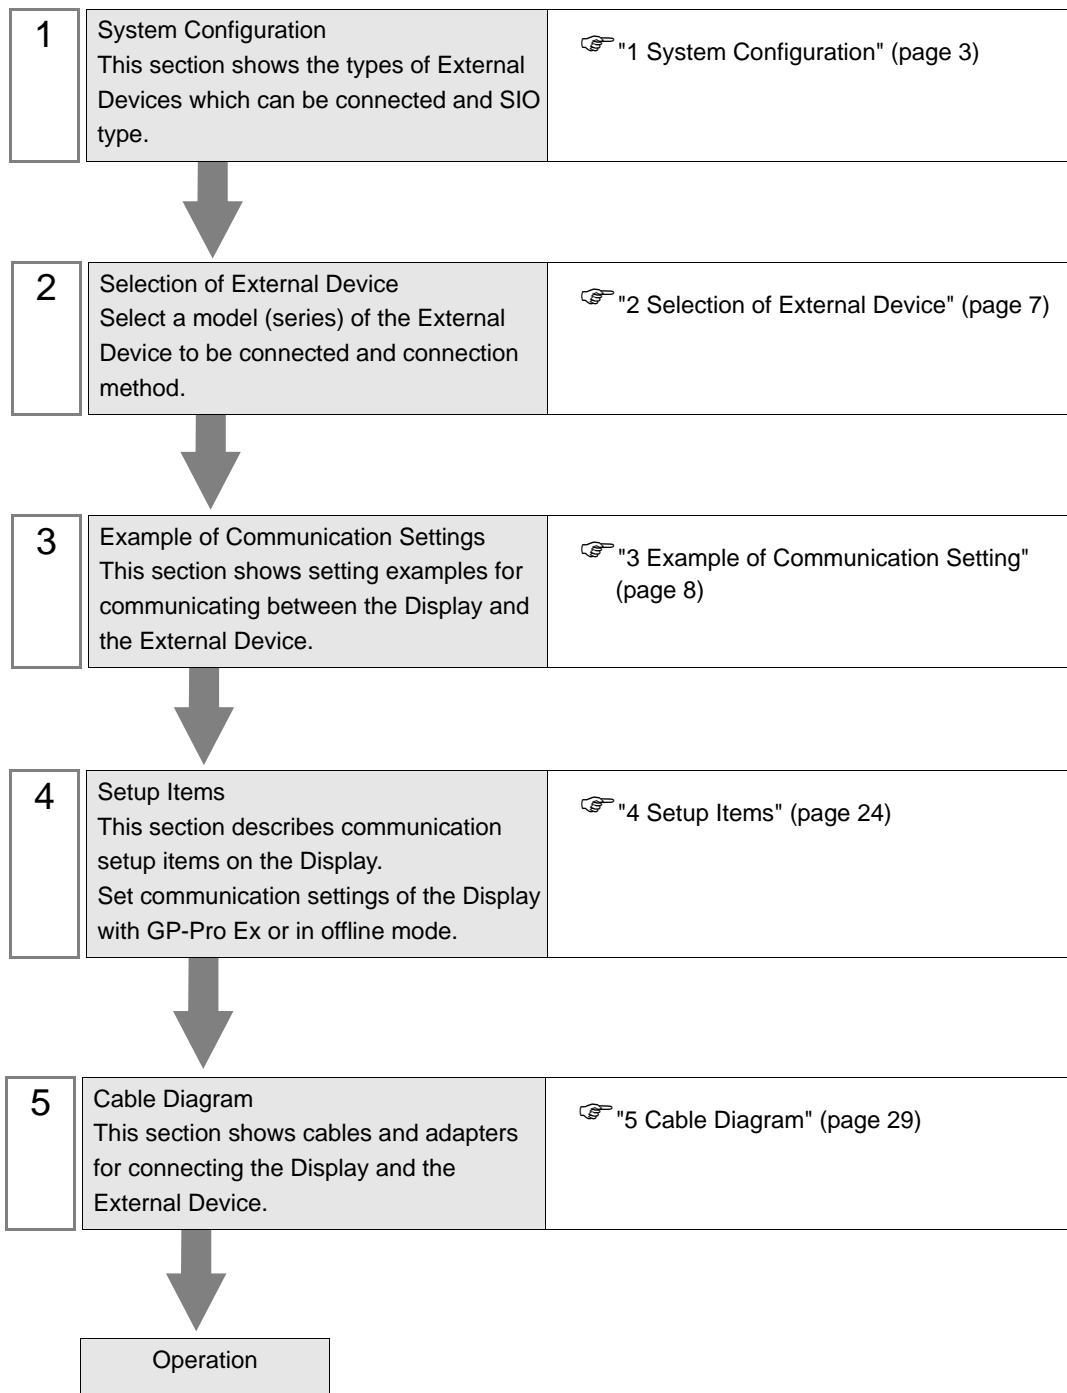 1
System Configuration
This section shows the types of External
Devices which can be connected and SIO
type.
"1 System Configuration" (page 3)
2
Selection of External Device
Select a model (series) of the External
Device to be connected and connection
method.
"2 Selection of External Device" (page 7)
3
Example of Communication Settings
This section shows setting examples for
communicating between the Display and
the External Device.
"3 Example of Communication Setting"
(page 8)
4
Setup Items
This section describes communication
setup items on the Display.
Set communication settings of the Display
with GP-Pro Ex or in offline mode.
"4 Setup Items" (page 24)
5
Cable Diagram
This section shows cables and adapters
for connecting the Display and the
External Device.
"5 Cable Diagram" (page 29)
Operation